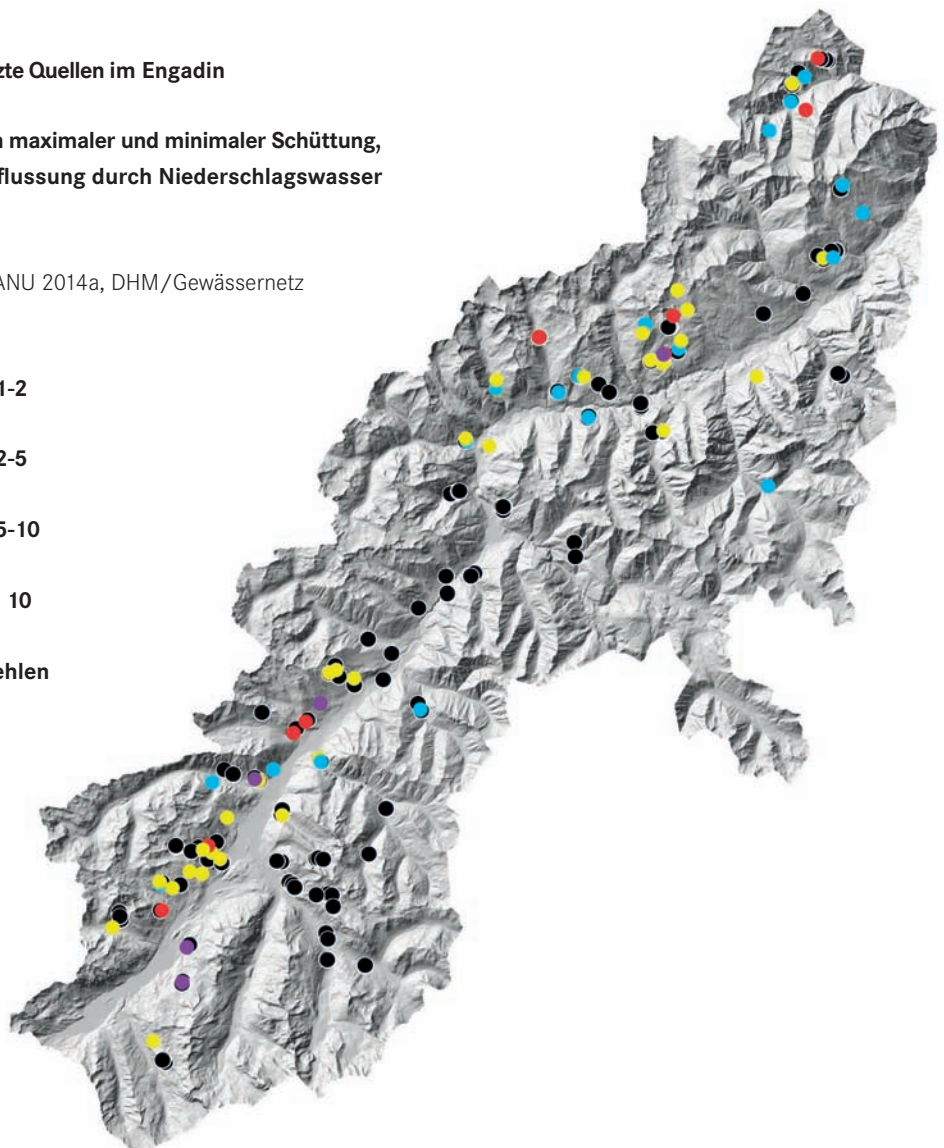 zte Quellen im Engadin
n maximaler und minimaler Schüttung,
flussung durch Niederschlagswasser
ANU 2014a, DHM/Gewässernetz
1-2
2-5
5-10
10
ehlen